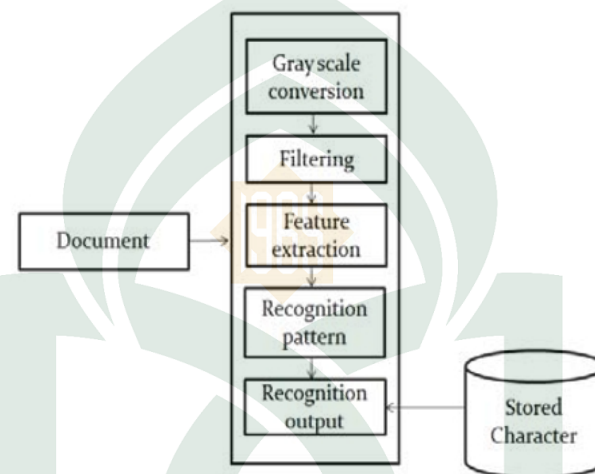 Gray scale
conversion
Filtering
Document
Feature
extraction
Recognition
pattern
Recognition
output
Stored
Character